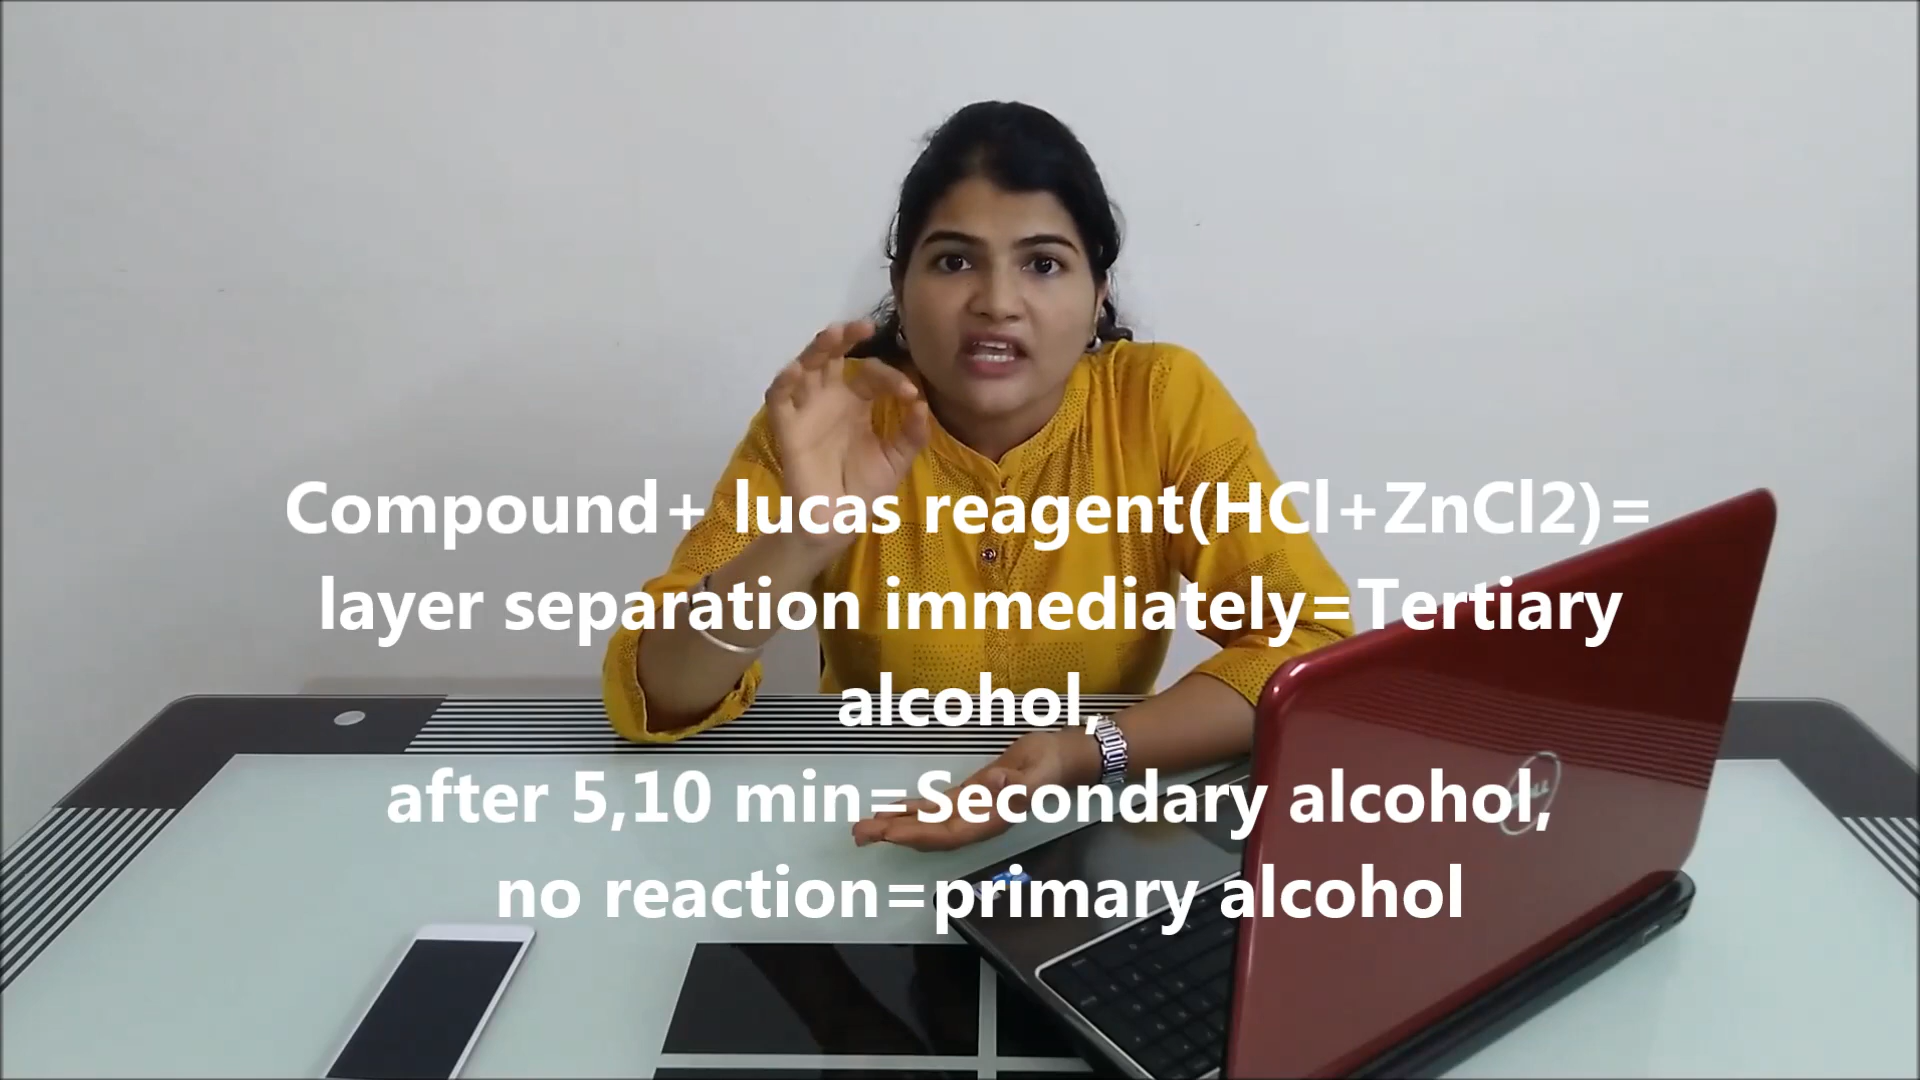 Compound+ lucas reagent(HCl+ZnCl2)=
layer separation immediately=Tertiary
alcohol,
after 5,10 min=Secondary alcohol,
no reaction=primary alcohol
DELL